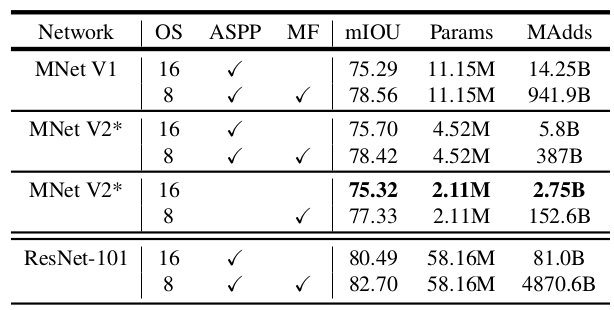 Network OS ASPP MF mIOU Params MAdds
MNet V1 16 ✓ 75.29 11.15M 14.25B
8 ✓ ✓ 78.56 11.15M 941.9B
MNet V2* 16 ✓ 75.70 4.52M 5.8B
8 ✓ ✓ 78.42 4.52M 387B
MNet V2* 16 75.32 2.11M 2.75B
8 ✓ 77.33 2.11M 152.6B
ResNet-101 16 ✓ 80.49 58.16M 81.0B
8 ✓ ✓ 82.70 58.16M 4870.6B